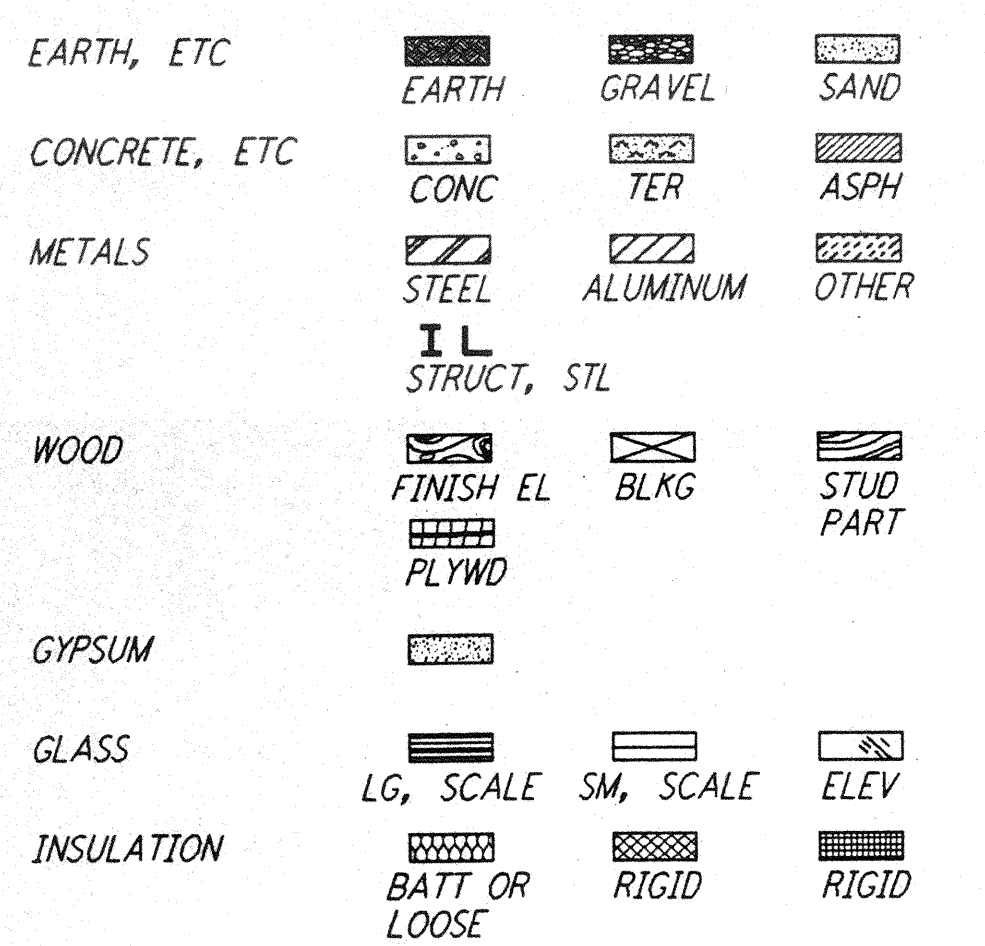 EARTH, ETC
EARTH GRAVEL SAND
CONCRETE, ETC
CONC TER ASPH
METALS
STEEL ALUMINUM OTHER
STRUCT, STL
WOOD
FINISH EL BLKG STUD PART
PLYWD
GYPSUM
GLASS
LG, SCALE SM, SCALE ELEV
INSULATION
BATT OR LOOSE RIGID RIGID